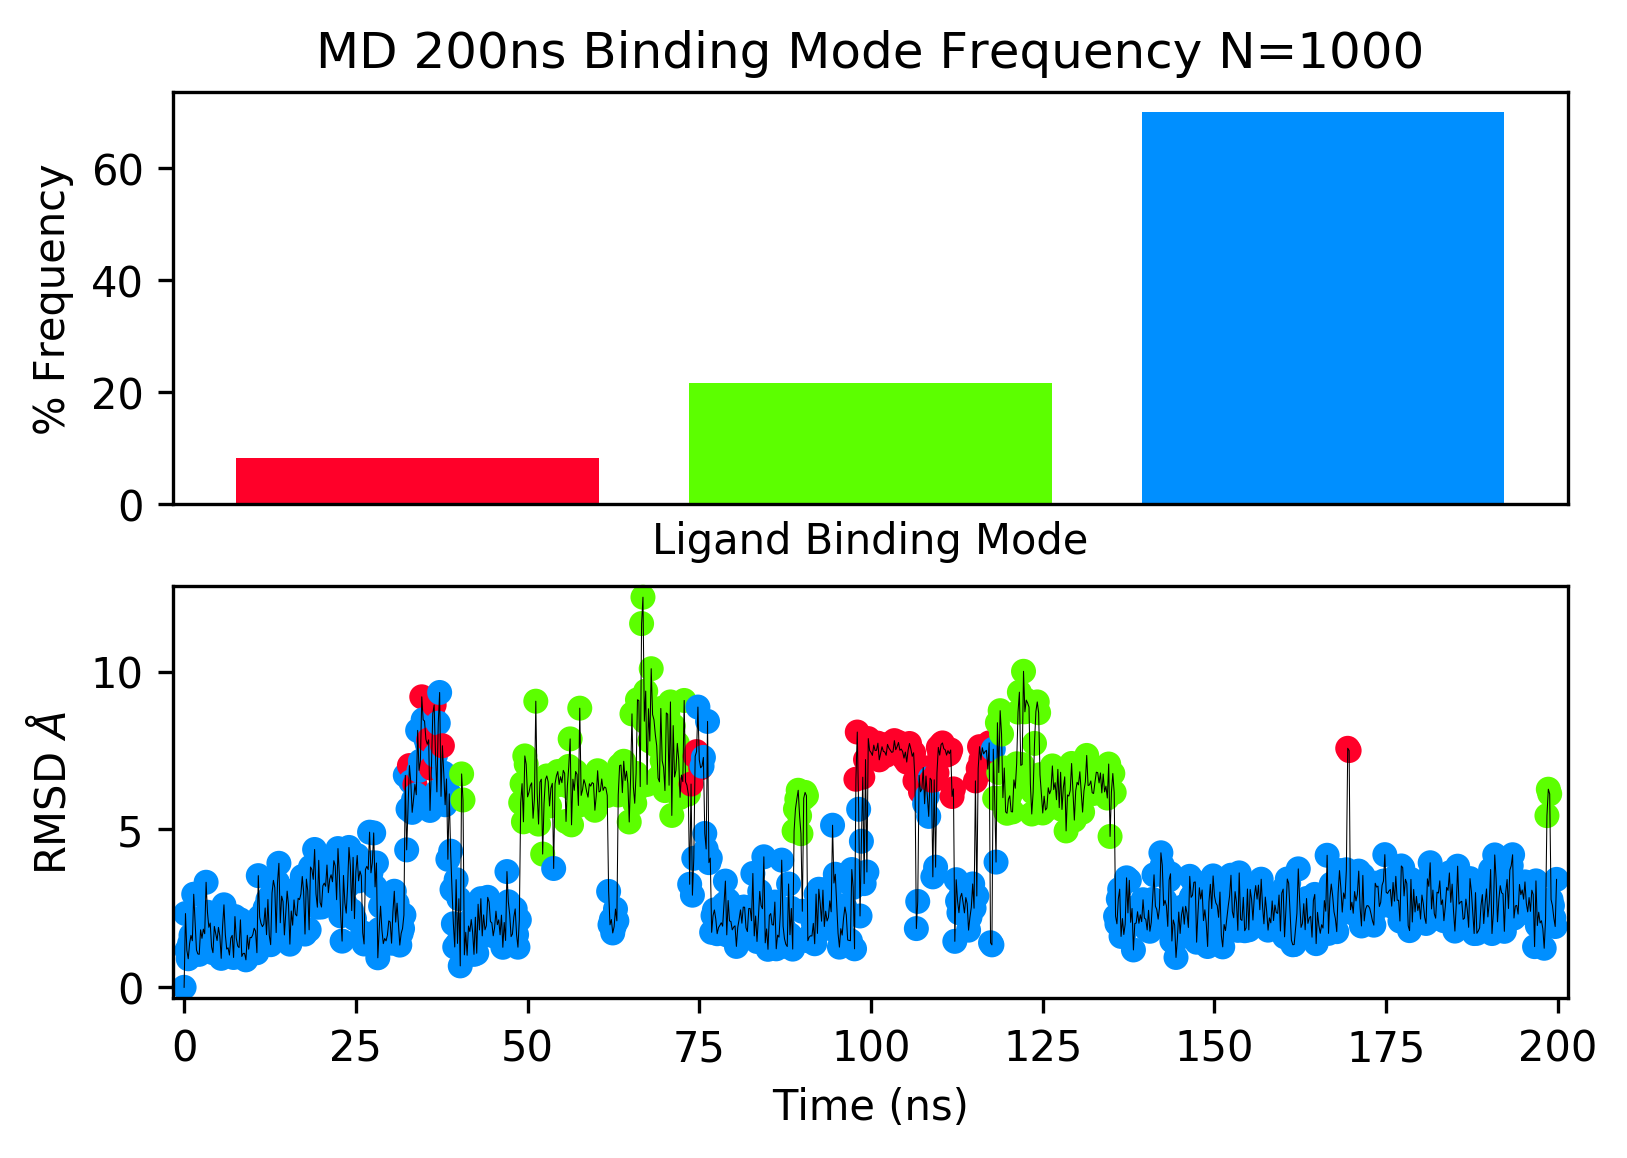 MD 200ns Binding Mode Frequency N=1000
% Frequency
60
40
20
0
Ligand Binding Mode
RMSD Å
10
5
0
0 25 50 75 100 125 150 175 200
Time (ns)